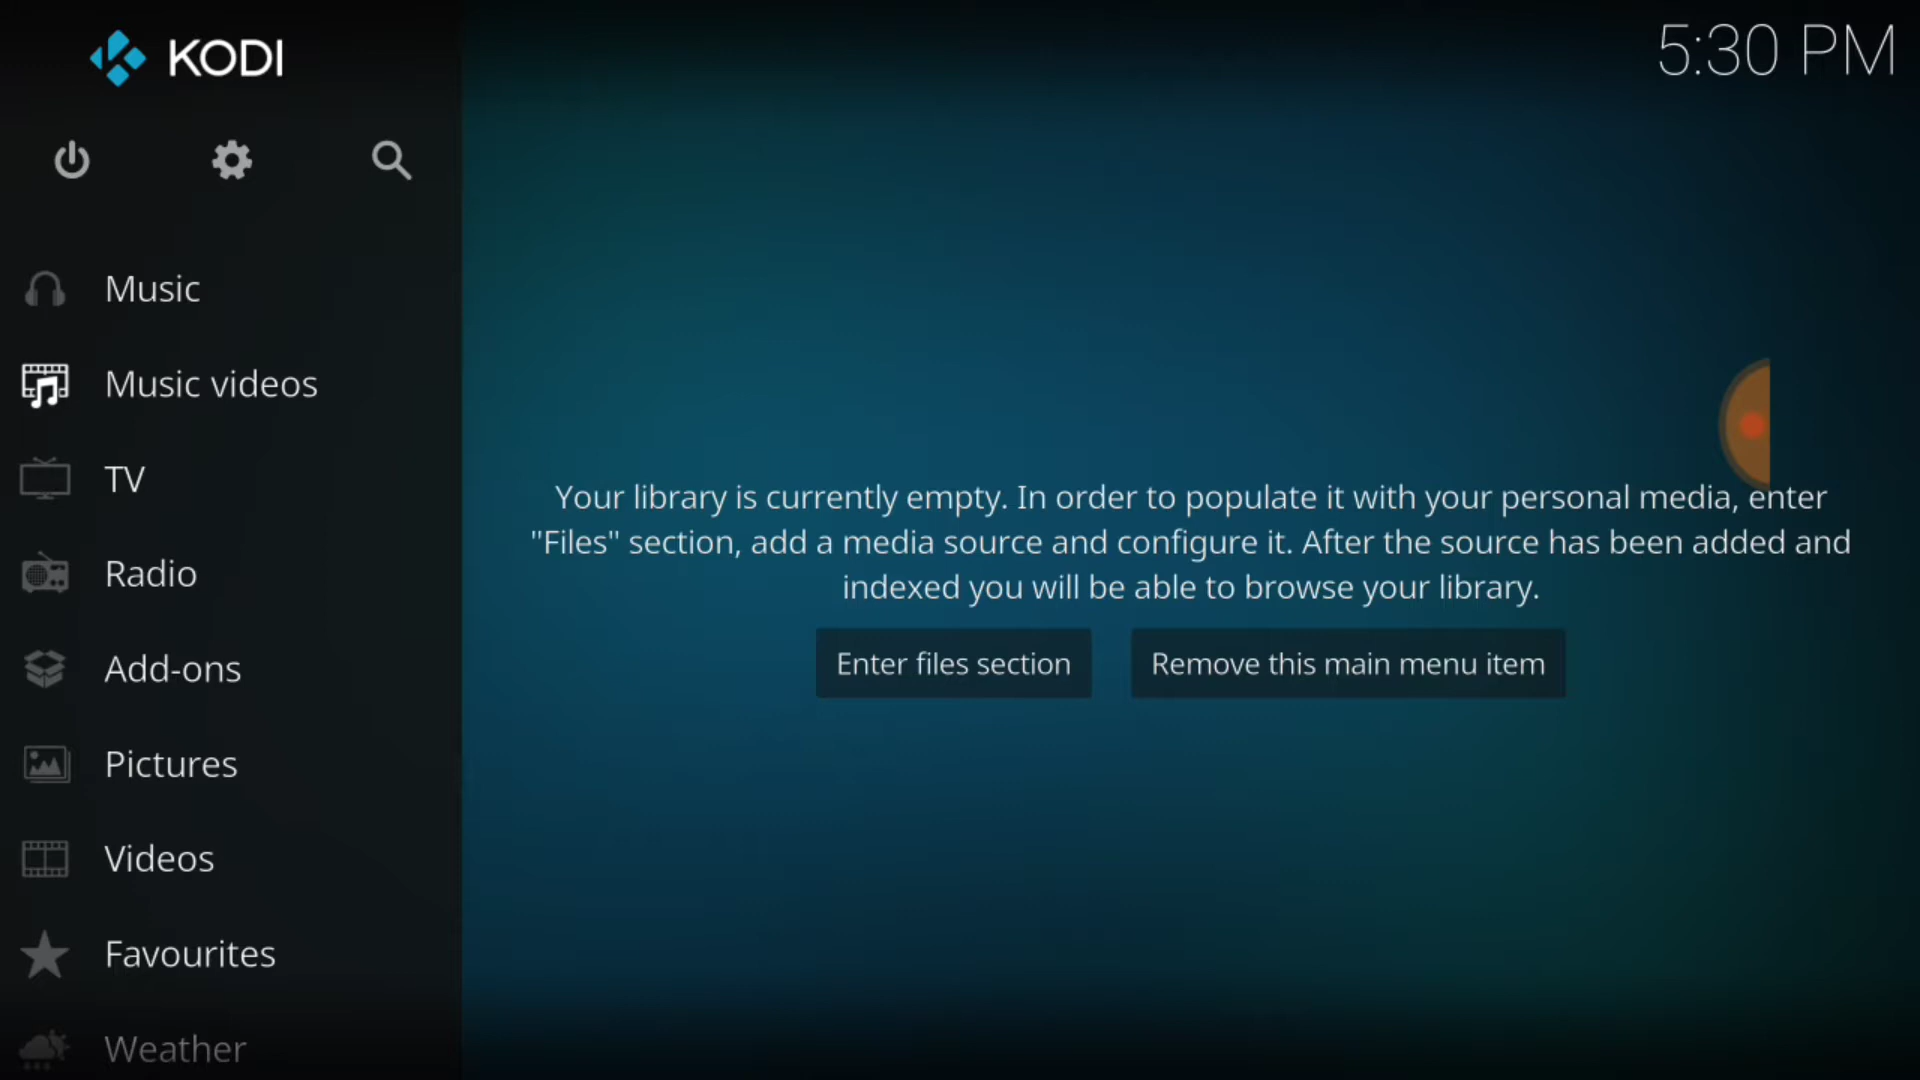 KODI
5:30 PM
Music
Music videos
TV
Radio
Add-ons
Pictures
Videos
Favourites
Weather
Your library is currently empty. In order to populate it with your personal media, enter
"Files" section, add a media source and configure it. After the source has been added and
indexed you will be able to browse your library.
Enter files section
Remove this main menu item